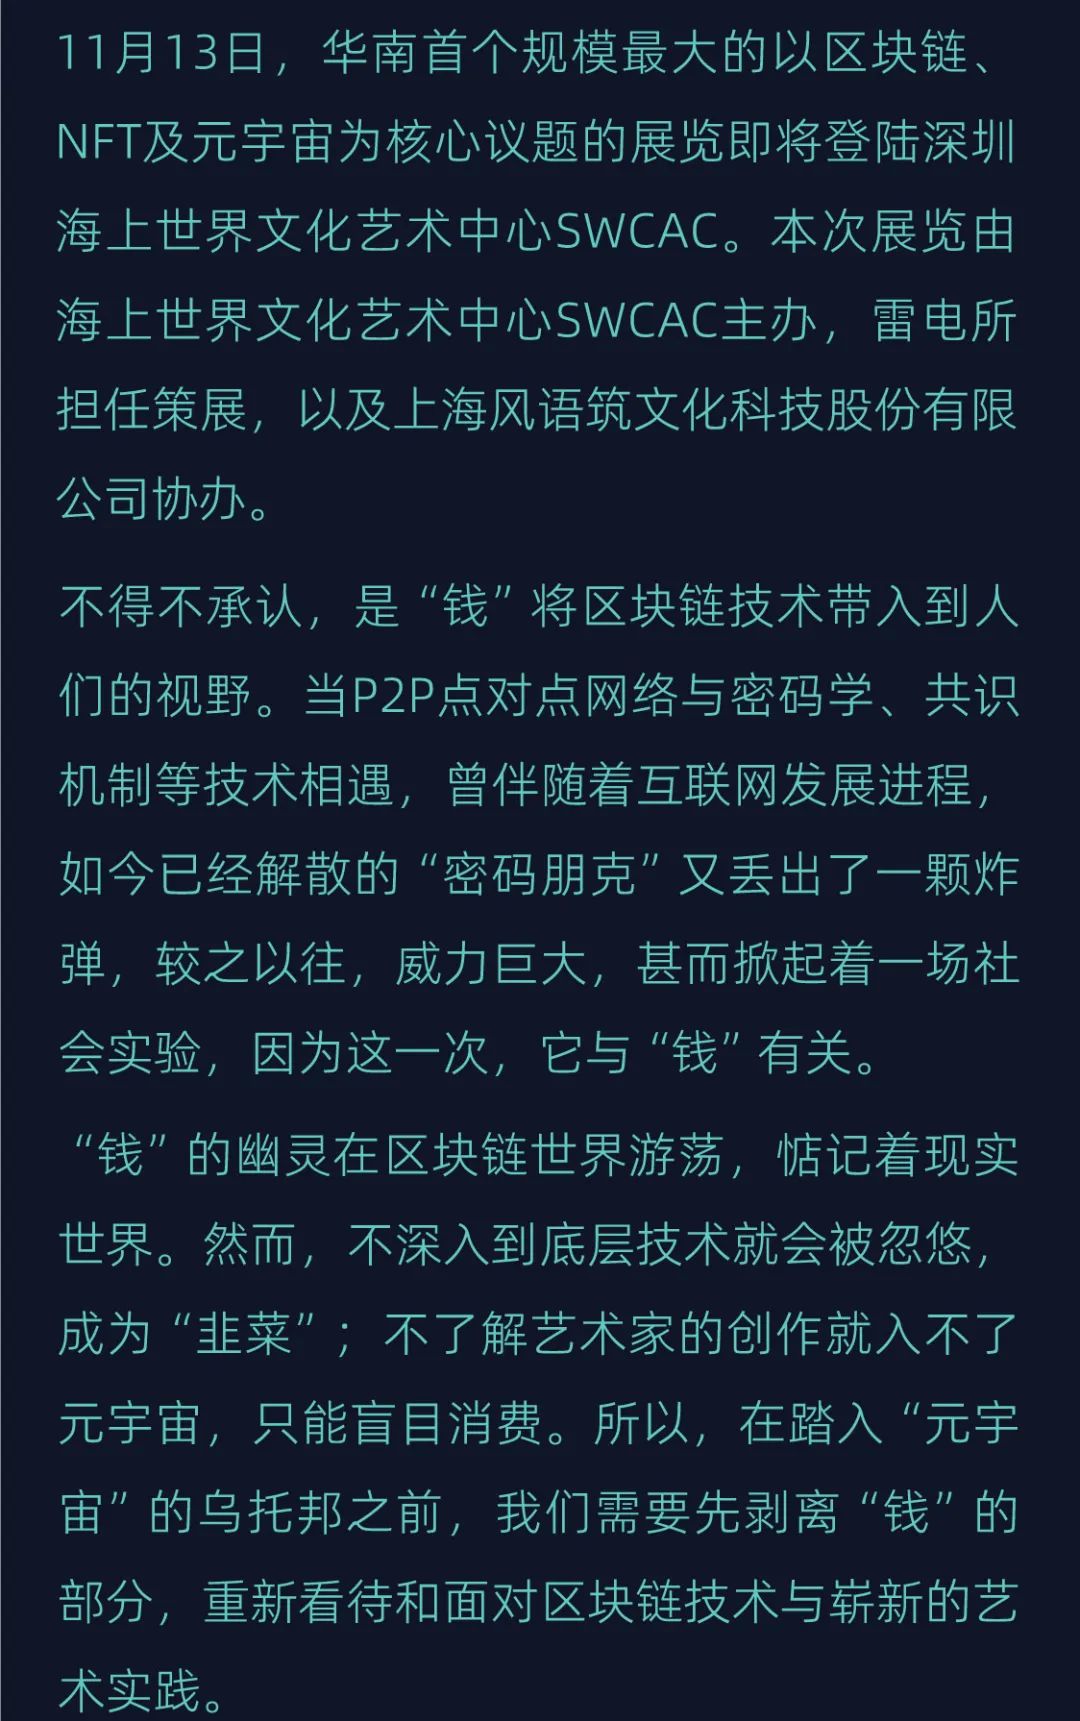 11月13日，华南首个规模最大的以区块链、
NFT及元宇宙为核心议题的展览即将登陆深圳
海上世界文化艺术中心SWCAC。本次展览由
海上世界文化艺术中心SWCAC主办，雷电所
担任策展，以及上海风语筑文化科技股份有限
公司协办。
不得不承认，是“钱”将区块链技术带入到人
们的视野。当P2P点对点网络与密码学、共识
机制等技术相遇，曾伴随着互联网发展进程，
如今已经解散的“密码朋克”又丢出了一颗炸
弹，较之以往，威力巨大，甚而掀起着一场社
会实验，因为这一次，它与“钱”有关。
“钱”的幽灵在区块链世界游荡，惦记着现实
世界。然而，不深入到底层技术就会被忽悠，
成为“韭菜”；不了解艺术家的创作就入不了
元宇宙，只能盲目消费。所以，在踏入“元宇
宙”的乌托邦之前，我们需要先剥离“钱”的
部分，重新看待和面对区块链技术与崭新的艺
术实践。